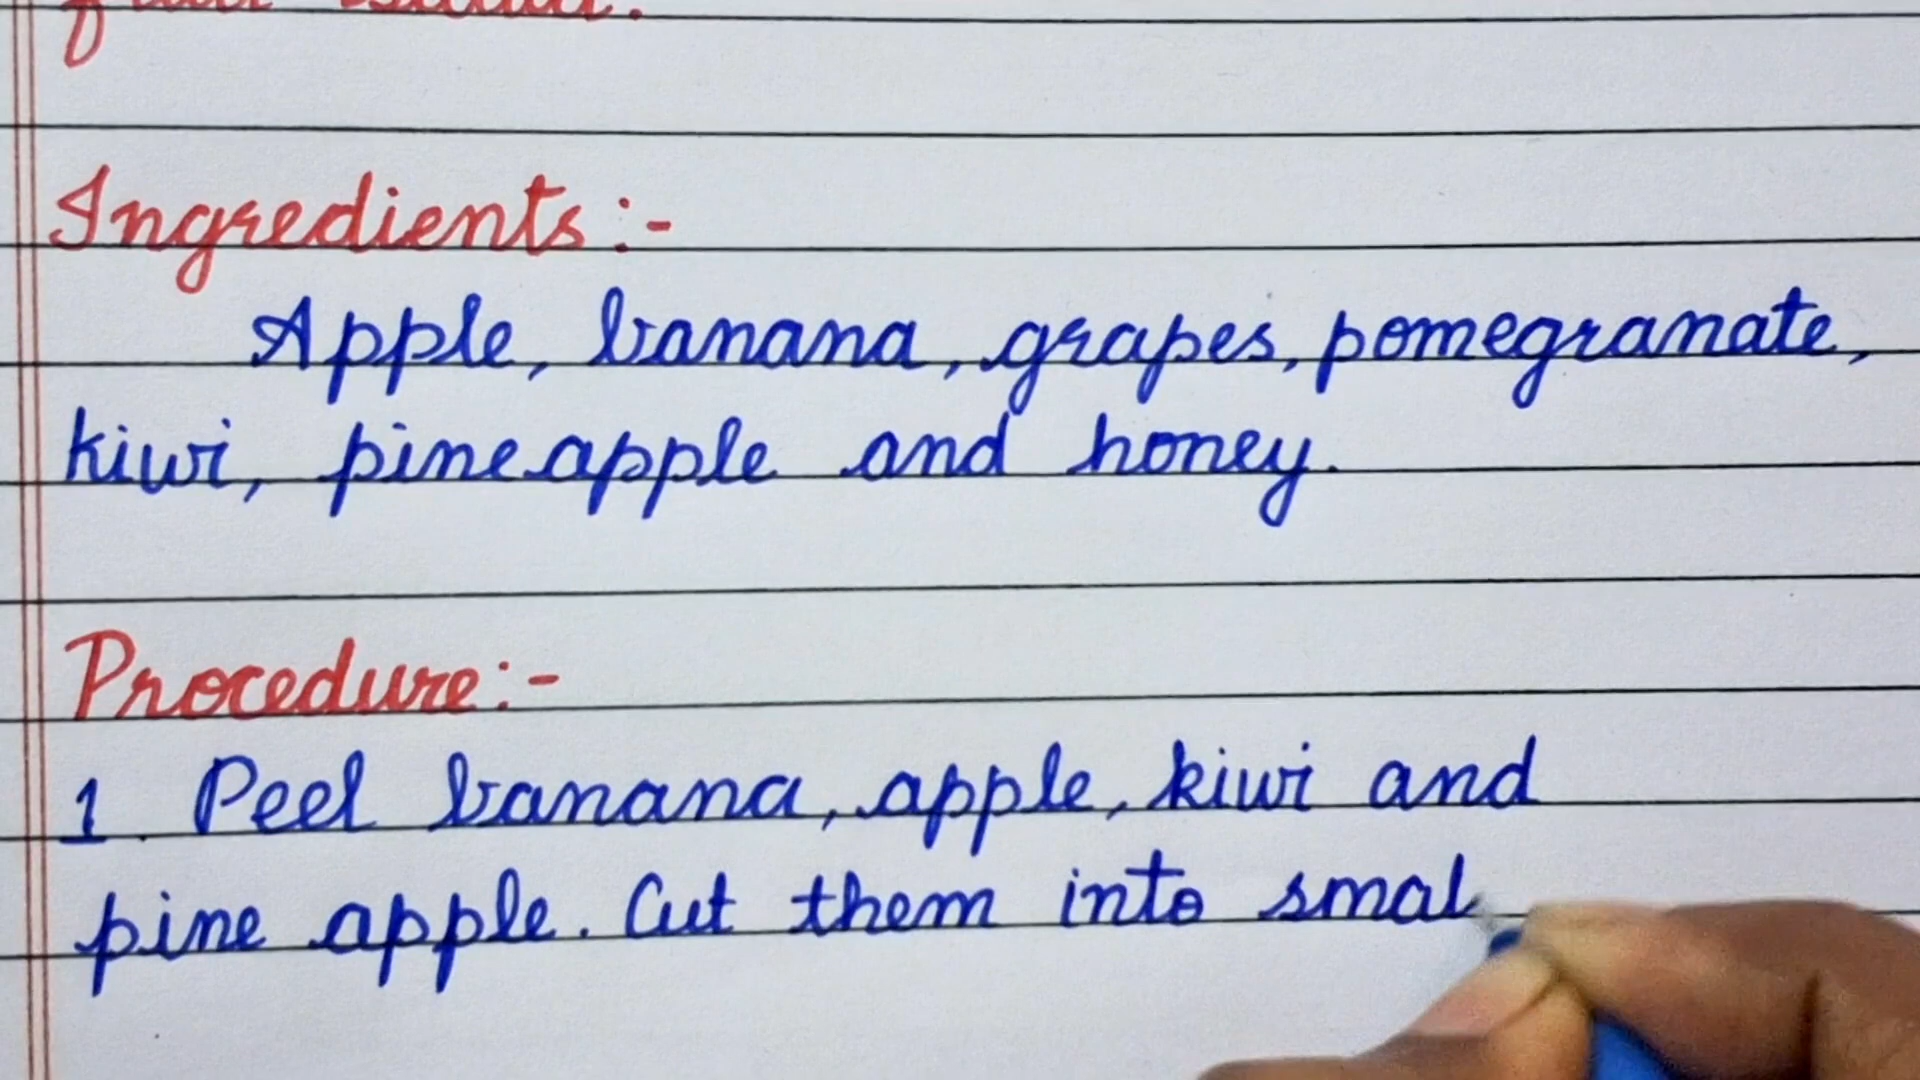 Ingredients:-
Apple, banana, grapes, pomegranate,
kiwi, pineapple and honey.
Procedure:-
1. Peel banana, apple, kiwi and
pine apple. Cut them into smal